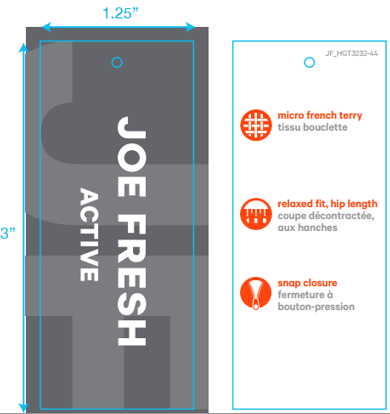 1.25”
3”
JOE FRESH
ACTIVE
JF_HGT3232-44
micro french terry
tissu bouclette
relaxed fit, hip length
coupe décontractée,
aux hanches
snap closure
fermeture à
bouton-pression